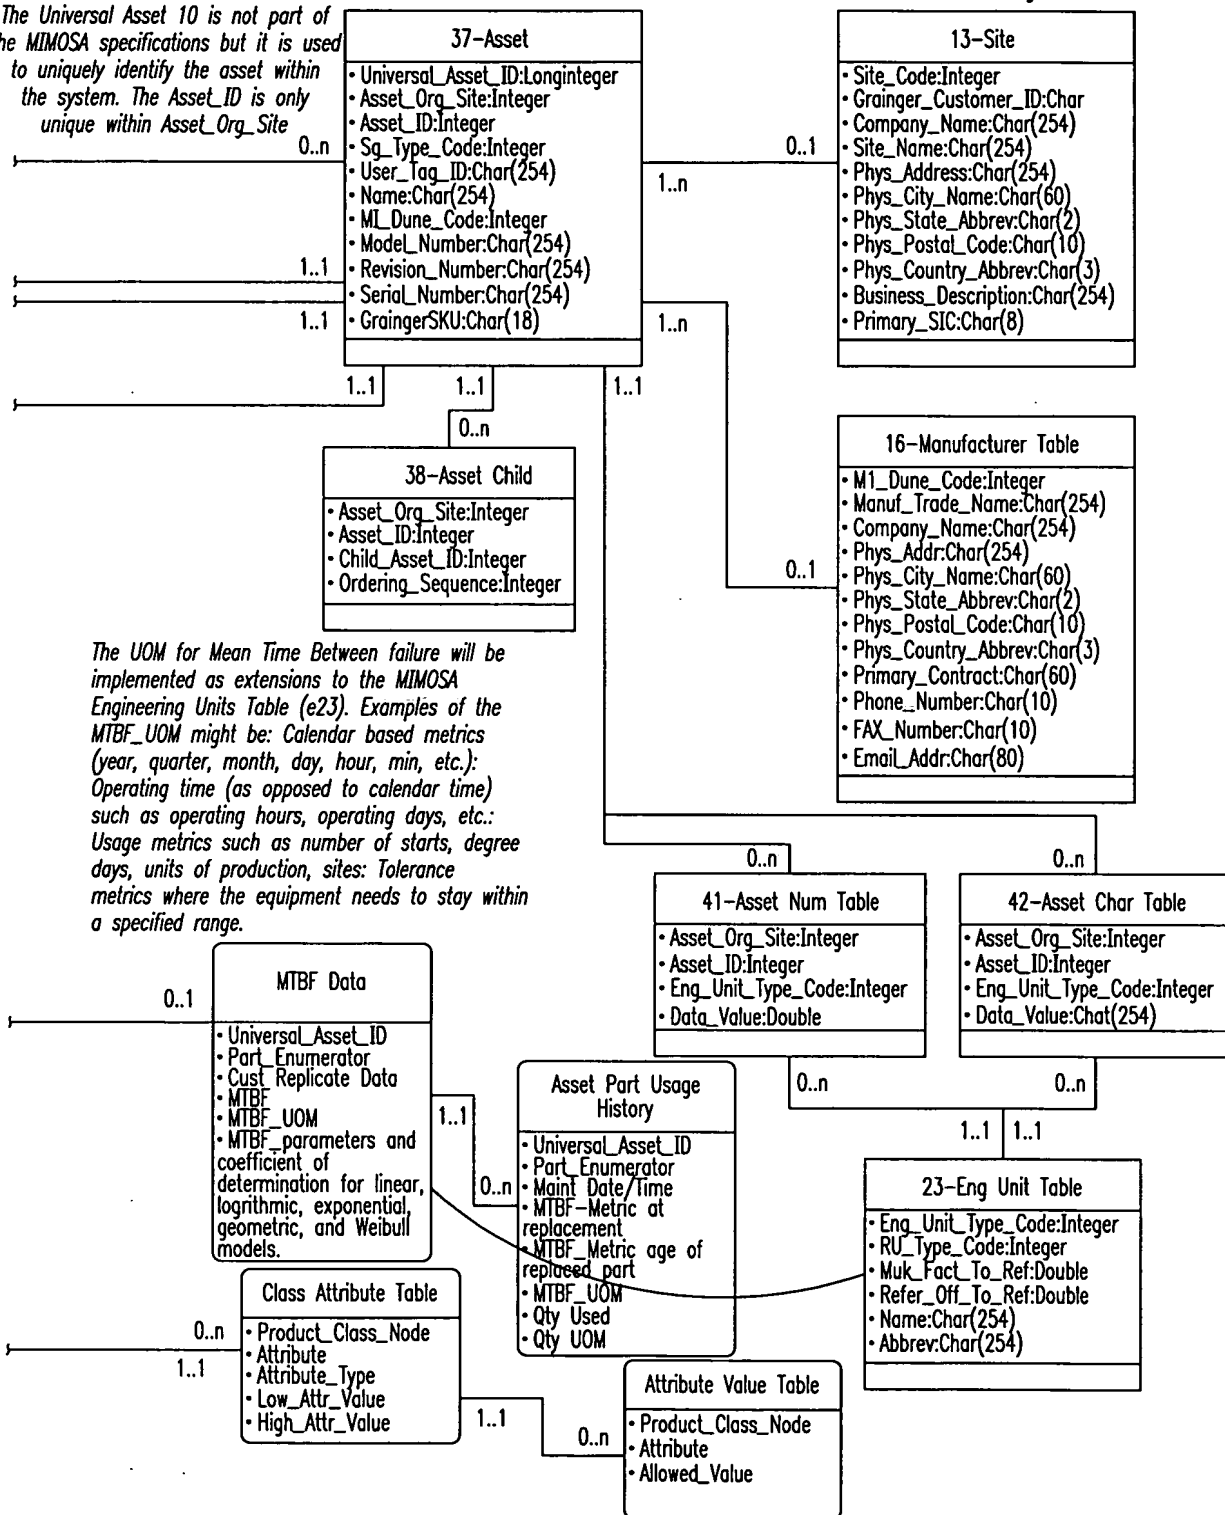 The Universal Asset 10 is not part of
he MIMOSA specifications but it is used
to uniquely identify the asset within
the system. The Asset_ID is only
unique within Asset_Org_Site
0..n
1..1
1..1
37-Asset
• Universal_Asset_ID:Longinteger
• Asset_Org_Site:Integer
• Asset_ID:Integer
• Sg_Type_Code:Integer
• User_Tag_ID:Char(254)
• Name:Char(254)
• MI_Dune_Code:Integer
• Model_Number:Char(254)
• Revision_Number:Char(254)
• Serial_Number:Char(254)
• GraingerSKU:Char(18)
1..n
0..1
1..n
13-Site
• Site_Code:Integer
• Grainger_Customer_ID:Char
• Company_Name:Char(254)
• Site_Name:Char(254)
• Phys_Address:Char(254)
• Phys_City_Name:Char(60)
• Phys_State_Abbrev:Char(2)
• Phys_Postal_Code:Char(10)
• Phys_Country_Abbrev:Char(3)
• Business_Description:Char(254)
• Primary_SIC:Char(8)
1..1
1..1
1..1
0..n
38-Asset Child
• Asset_Org_Site:Integer
• Asset_ID:Integer
• Child_Asset_ID:Integer
• Ordering_Sequence:Integer
0..1
16-Manufacturer Table
• M1_Dune_Code:Integer
• Manuf_Trade_Name:Char(254)
• Company_Name:Char(254)
• Phys_Addr:Char(254)
• Phys_City_Name:Char(60)
• Phys_State_Abbrev:Char(2)
• Phys_Postal_Code:Char(10)
• Phys_Country_Abbrev:Char(3)
• Primary_Contract:Char(60)
• Phone_Number:Char(10)
• FAX_Number:Char(10)
• Email_Addr:Char(80)
The UOM for Mean Time Between failure will be
implemented as extensions to the MIMOSA
Engineering Units Table (e23). Examples of the
MTBF_UOM might be: Calendar based metrics
(year, quarter, month, day, hour, min, etc.):
Operating time (as opposed to calendar time)
such as operating hours, operating days, etc.:
Usage metrics such as number of starts, degree
days, units of production, sites: Tolerance
metrics where the equipment needs to stay within
a specified range.
0..n
0..n
41-Asset Num Table
• Asset_Org_Site:Integer
• Asset_ID:Integer
• Eng_Unit_Type_Code:Integer
• Data_Value:Double
42-Asset Char Table
• Asset_Org_Site:Integer
• Asset_ID:Integer
• Eng_Unit_Type_Code:Integer
• Data_Value:Chat(254)
0..n
0..n
1..1
1..1
0..1
MTBF Data
• Universal_Asset_ID
• Part_Enumerator
• Cust Replicate Data
• MTBF
• MTBF_UOM
• MTBF_parameters and
coefficient of
determination for linear,
logrithmic, exponential,
geometric, and Weibull
models.
1..1
0..n
Asset Part Usage
History
• Universal_Asset_ID
• Part_Enumerator
• Maint Date/Time
• MTBF-Metric at
replacement
• MTBF_Metric age of
replaced part
• MTBF_UOM
• Qty Used
• Qty UOM
23-Eng Unit Table
• Eng_Unit_Type_Code:Integer
• RU_Type_Code:Integer
• Muk_Fact_To_Ref:Double
• Refer_Off_To_Ref:Double
• Name:Char(254)
• Abbrev:Char(254)
0..n
1..1
Class Attribute Table
• Product_Class_Node
• Attribute
• Attribute_Type
• Low_Attr_Value
• High_Attr_Value
1..1
0..n
Attribute Value Table
• Product_Class_Node
• Attribute
• Allowed_Value